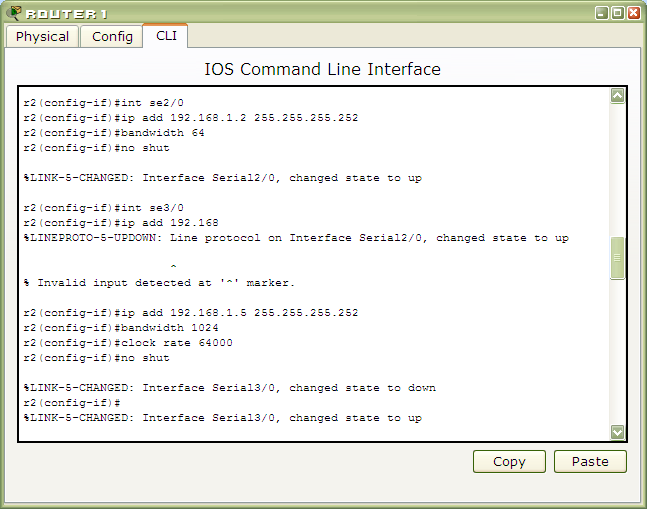 ROUTER1
Physical Config CLI
IOS Command Line Interface
r2(config-if)#int se2/0
r2(config-if)#ip add 192.168.1.2 255.255.255.252
r2(config-if)#bandwidth 64
r2(config-if)#no shut
%LINK-5-CHANGED: Interface Serial2/0, changed state to up
r2(config-if)#int se3/0
r2(config-if)#ip add 192.168
%LINEPROTO-5-UPDOWN: Line protocol on Interface Serial2/0, changed state to up
^
% Invalid input detected at '^' marker.
r2(config-if)#ip add 192.168.1.5 255.255.255.252
r2(config-if)#bandwidth 1024
r2(config-if)#clock rate 64000
r2(config-if)#no shut
%LINK-5-CHANGED: Interface Serial3/0, changed state to down
r2(config-if)#
%LINK-5-CHANGED: Interface Serial3/0, changed state to up
Copy Paste